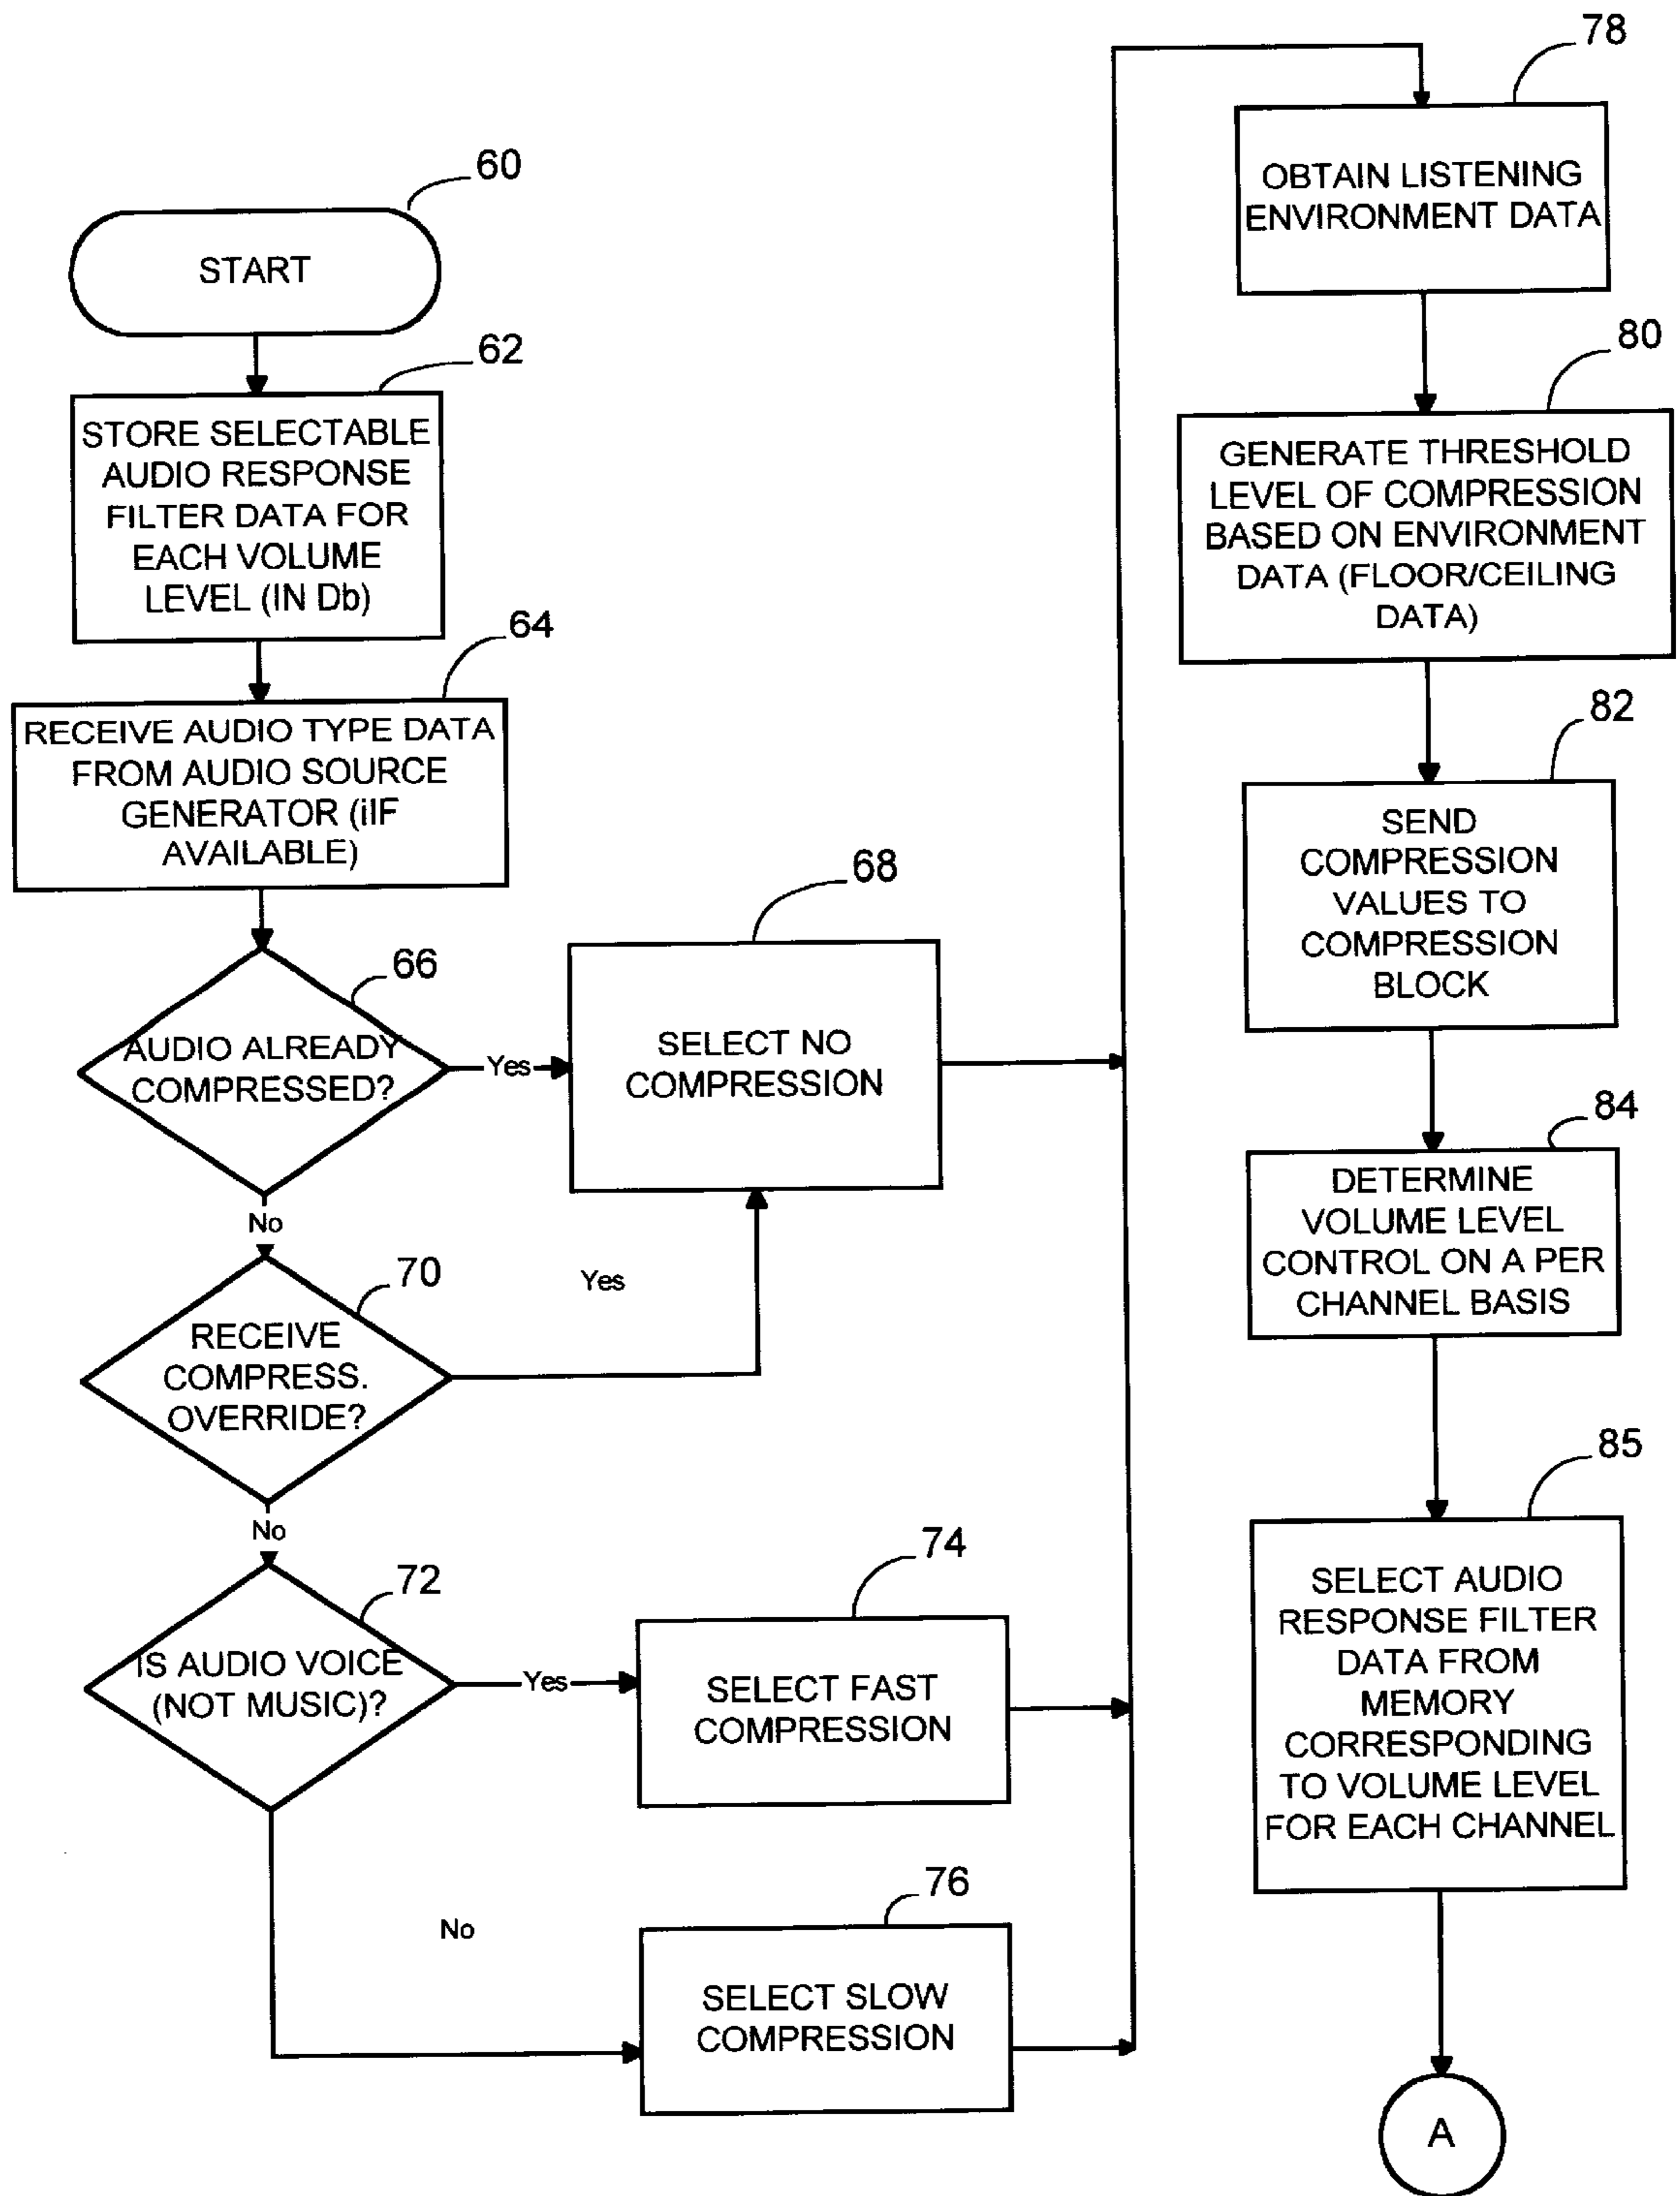 60
START
62
STORE SELECTABLE
AUDIO RESPONSE
FILTER DATA FOR
EACH VOLUME
LEVEL (IN Db)
64
RECEIVE AUDIO TYPE DATA
FROM AUDIO SOURCE
GENERATOR (iIF
AVAILABLE)
66
AUDIO ALREADY
COMPRESSED?
Yes
68
SELECT NO
COMPRESSION
No
70
RECEIVE
COMPRESS.
OVERRIDE?
Yes
No
72
IS AUDIO VOICE
(NOT MUSIC)?
Yes
74
SELECT FAST
COMPRESSION
No
76
SELECT SLOW
COMPRESSION
78
OBTAIN LISTENING
ENVIRONMENT DATA
80
GENERATE THRESHOLD
LEVEL OF COMPRESSION
BASED ON ENVIRONMENT
DATA (FLOOR/CEILING
DATA)
82
SEND
COMPRESSION
VALUES TO
COMPRESSION
BLOCK
84
DETERMINE
VOLUME LEVEL
CONTROL ON A PER
CHANNEL BASIS
85
SELECT AUDIO
RESPONSE FILTER
DATA FROM
MEMORY
CORRESPONDING
TO VOLUME LEVEL
FOR EACH CHANNEL
A